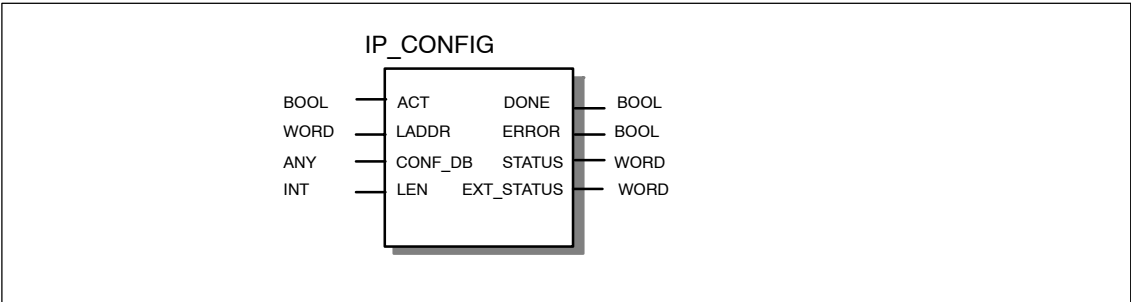 IP_CONFIG
BOOL ACT DONE BOOL
WORD LADDR ERROR BOOL
ANY CONF_DB STATUS WORD
INT LEN EXT_STATUS WORD